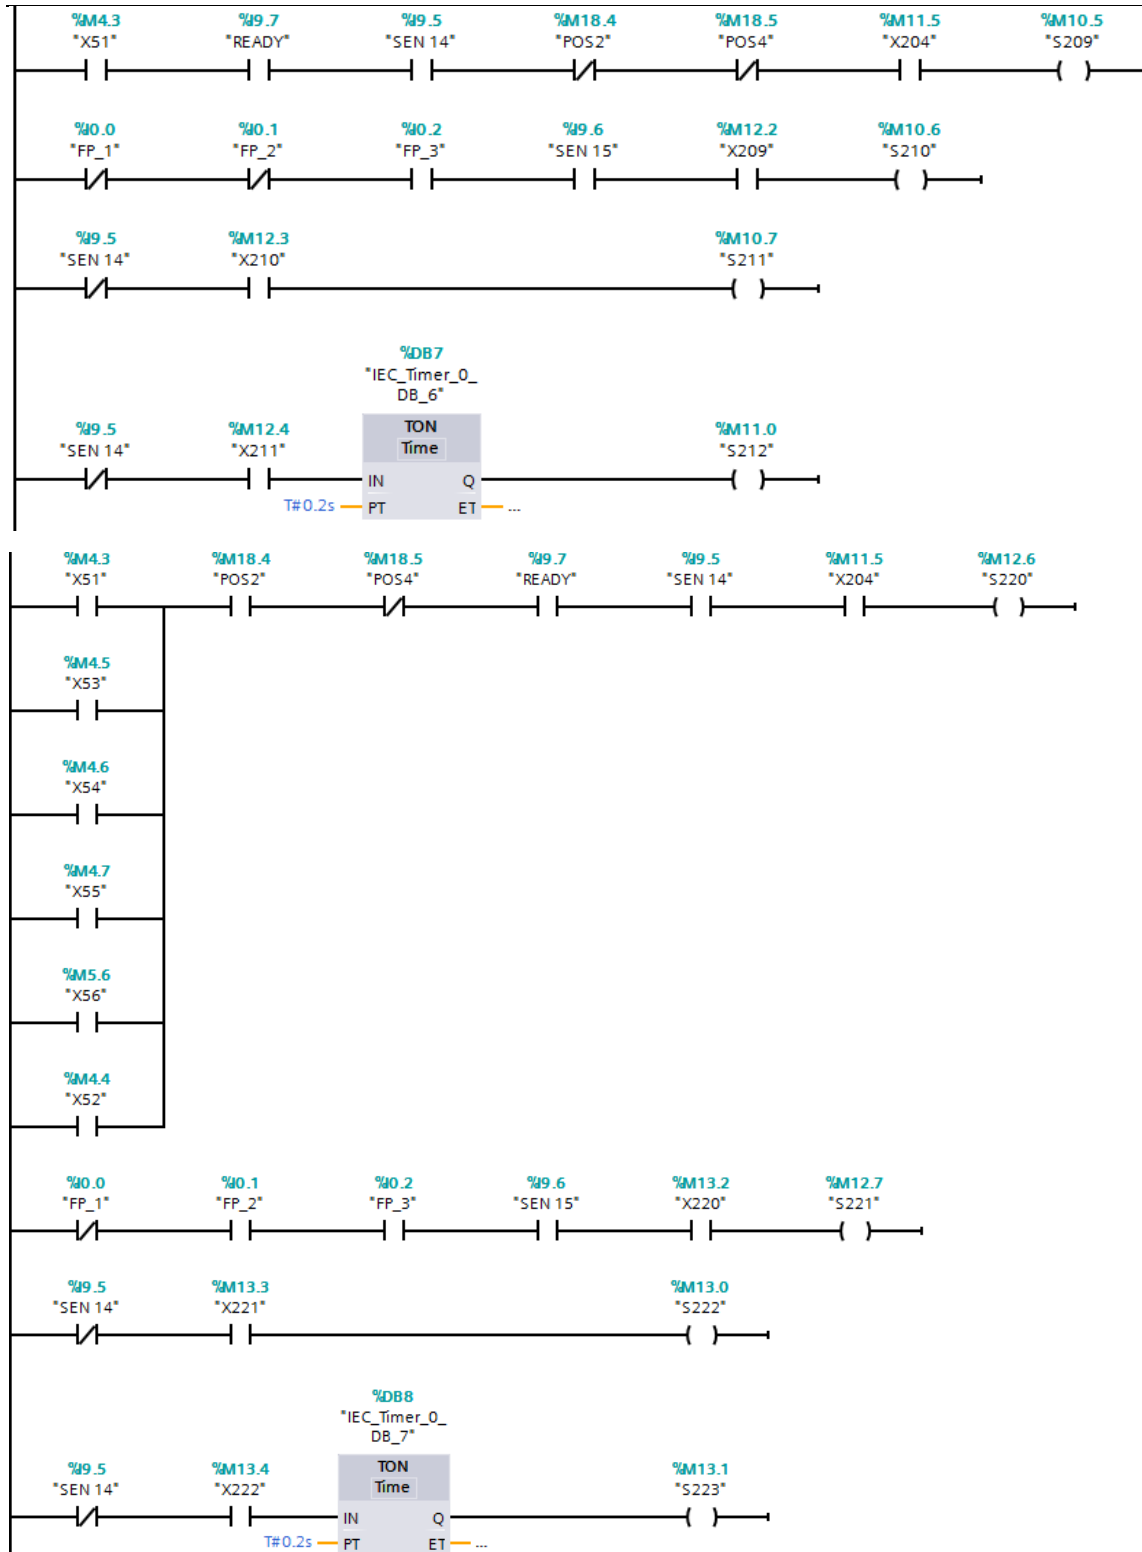 %M4.3 %I9.7 %I9.5 %M18.4 %M18.5 %M11.5 %M10.5
"X51" "READY" "SEN 14" "POS2" "POS4" "X204" "S209"
%I0.0 %I0.1 %I0.2 %I9.6 %M12.2 %M10.6
"FP_1" "FP_2" "FP_3" "SEN 15" "X209" "S210"
%I9.5 %M12.3 %M10.7
"SEN 14" "X210" "S211"
%DB7
"IEC_Timer_0_
DB_6"
%I9.5 %M12.4 TON %M11.0
"SEN 14" "X211" Time "S212"
IN Q
T#0.2s PT ET ...
%M4.3 %M18.4 %M18.5 %I9.7 %I9.5 %M11.5 %M12.6
"X51" "POS2" "POS4" "READY" "SEN 14" "X204" "S220"
%M4.5
"X53"
%M4.6
"X54"
%M4.7
"X55"
%M5.6
"X56"
%M4.4
"X52"
%I0.0 %I0.1 %I0.2 %I9.6 %M13.2 %M12.7
"FP_1" "FP_2" "FP_3" "SEN 15" "X220" "S221"
%I9.5 %M13.3 %M13.0
"SEN 14" "X221" "S222"
%DB8
"IEC_Timer_0_
DB_7"
%I9.5 %M13.4 TON %M13.1
"SEN 14" "X222" Time "S223"
IN Q
T#0.2s PT ET ...